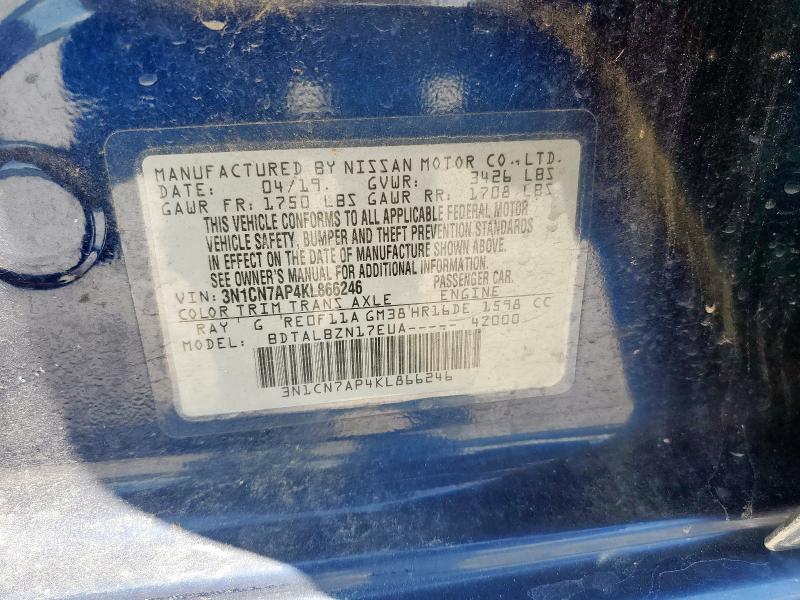 MANUFACTURED BY NISSAN MOTOR CO., LTD.
DATE: 04/19. GVWR: 3426 LBS
GAWR FR: 1750 LBS GAWR RR: 1708 LBS
THIS VEHICLE CONFORMS TO ALL APPLICABLE FEDERAL MOTOR
VEHICLE SAFETY, BUMPER AND THEFT PREVENTION STANDARDS
IN EFFECT ON THE DATE OF MANUFACTURE SHOWN ABOVE.
SEE OWNER'S MANUAL FOR ADDITIONAL INFORMATION.
VIN: 3N1CN7AP4KL866246 PASSENGER CAR.
COLOR TRIM TRANS AXLE ENGINE
RAY G RE0F11A GM38 HR16DE 1598 CC
MODEL: BDTALBZN17EUA----- 42000
3N1CN7AP4KL866246